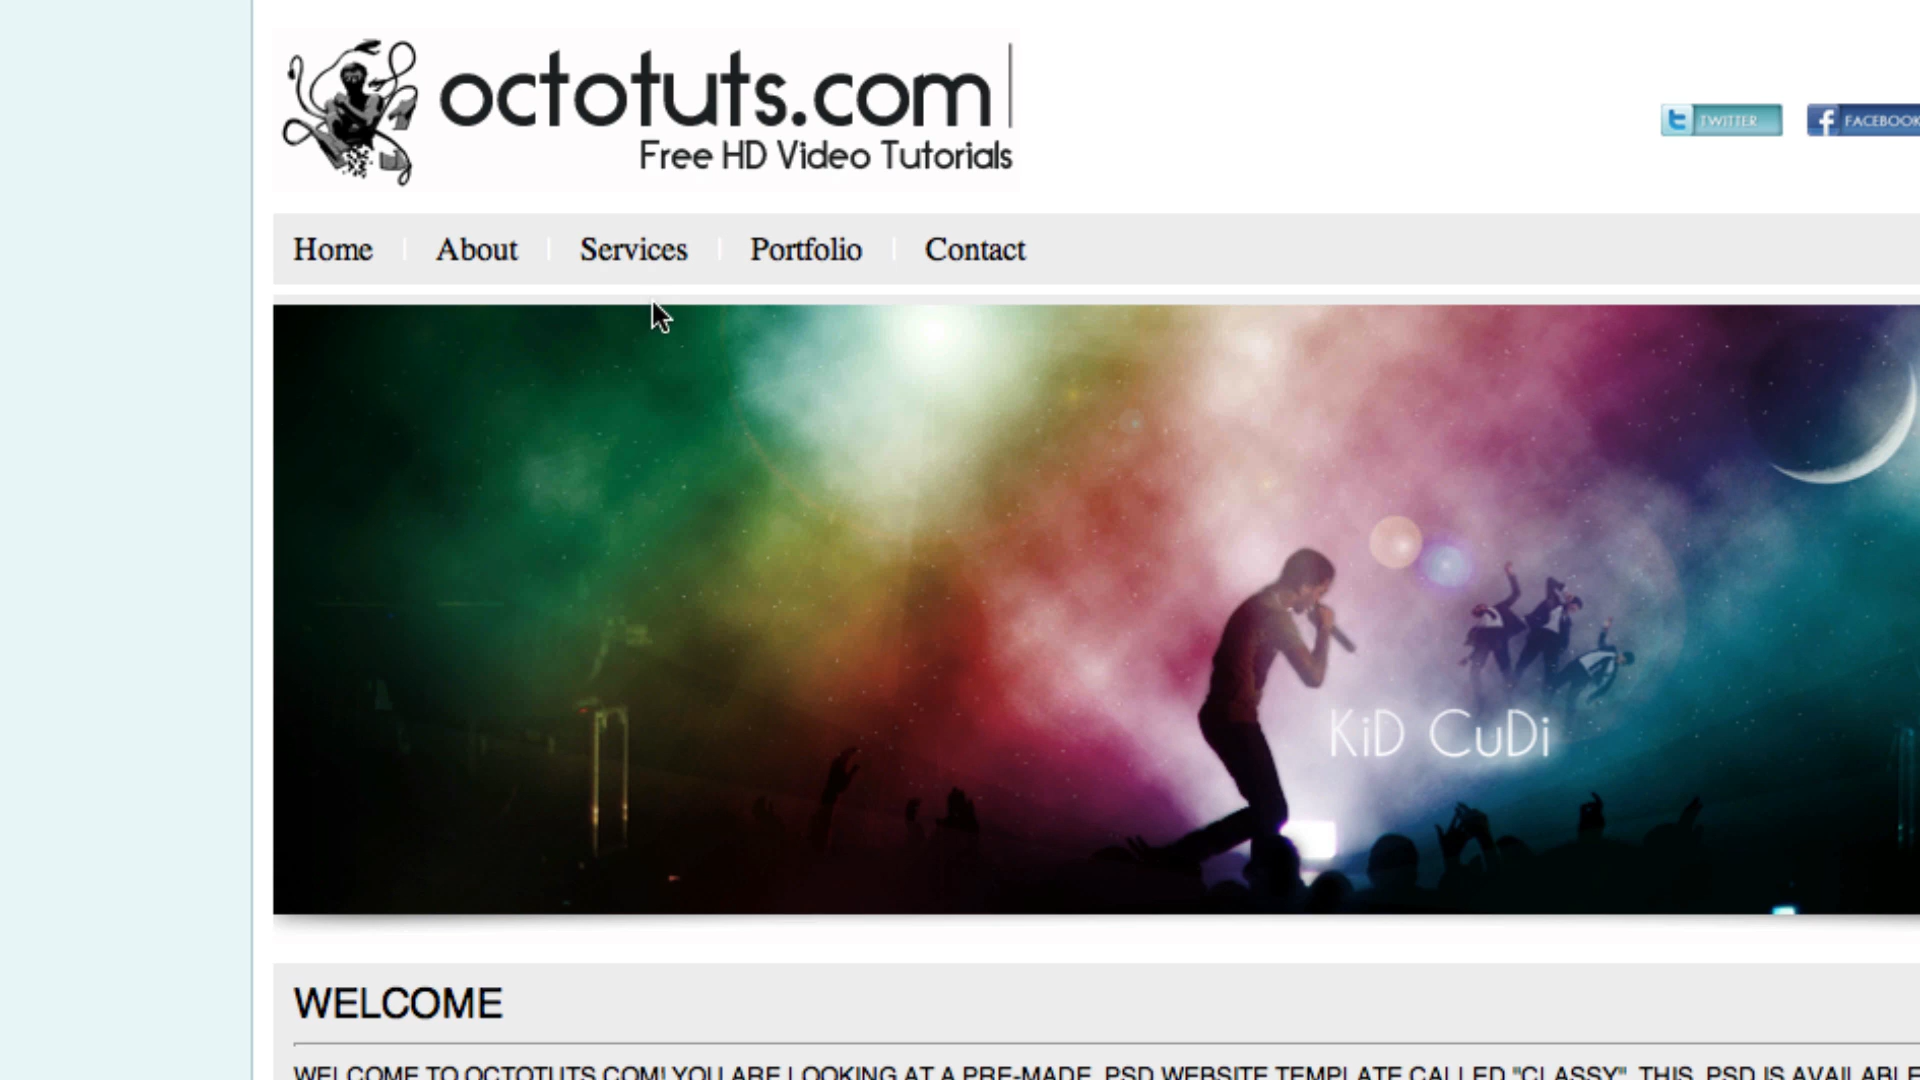 octotuts.com
Free HD Video Tutorials
TWITTER
FACEBOOK
Home
About
Services
Portfolio
Contact
KiD CuDi
WELCOME
WELCOME TO OCTOTUTS.COM! YOU ARE LOOKING AT A PRE-MADE .PSD WEBSITE TEMPLATE CALLED "CLASSY". THIS .PSD IS AVAILABLE